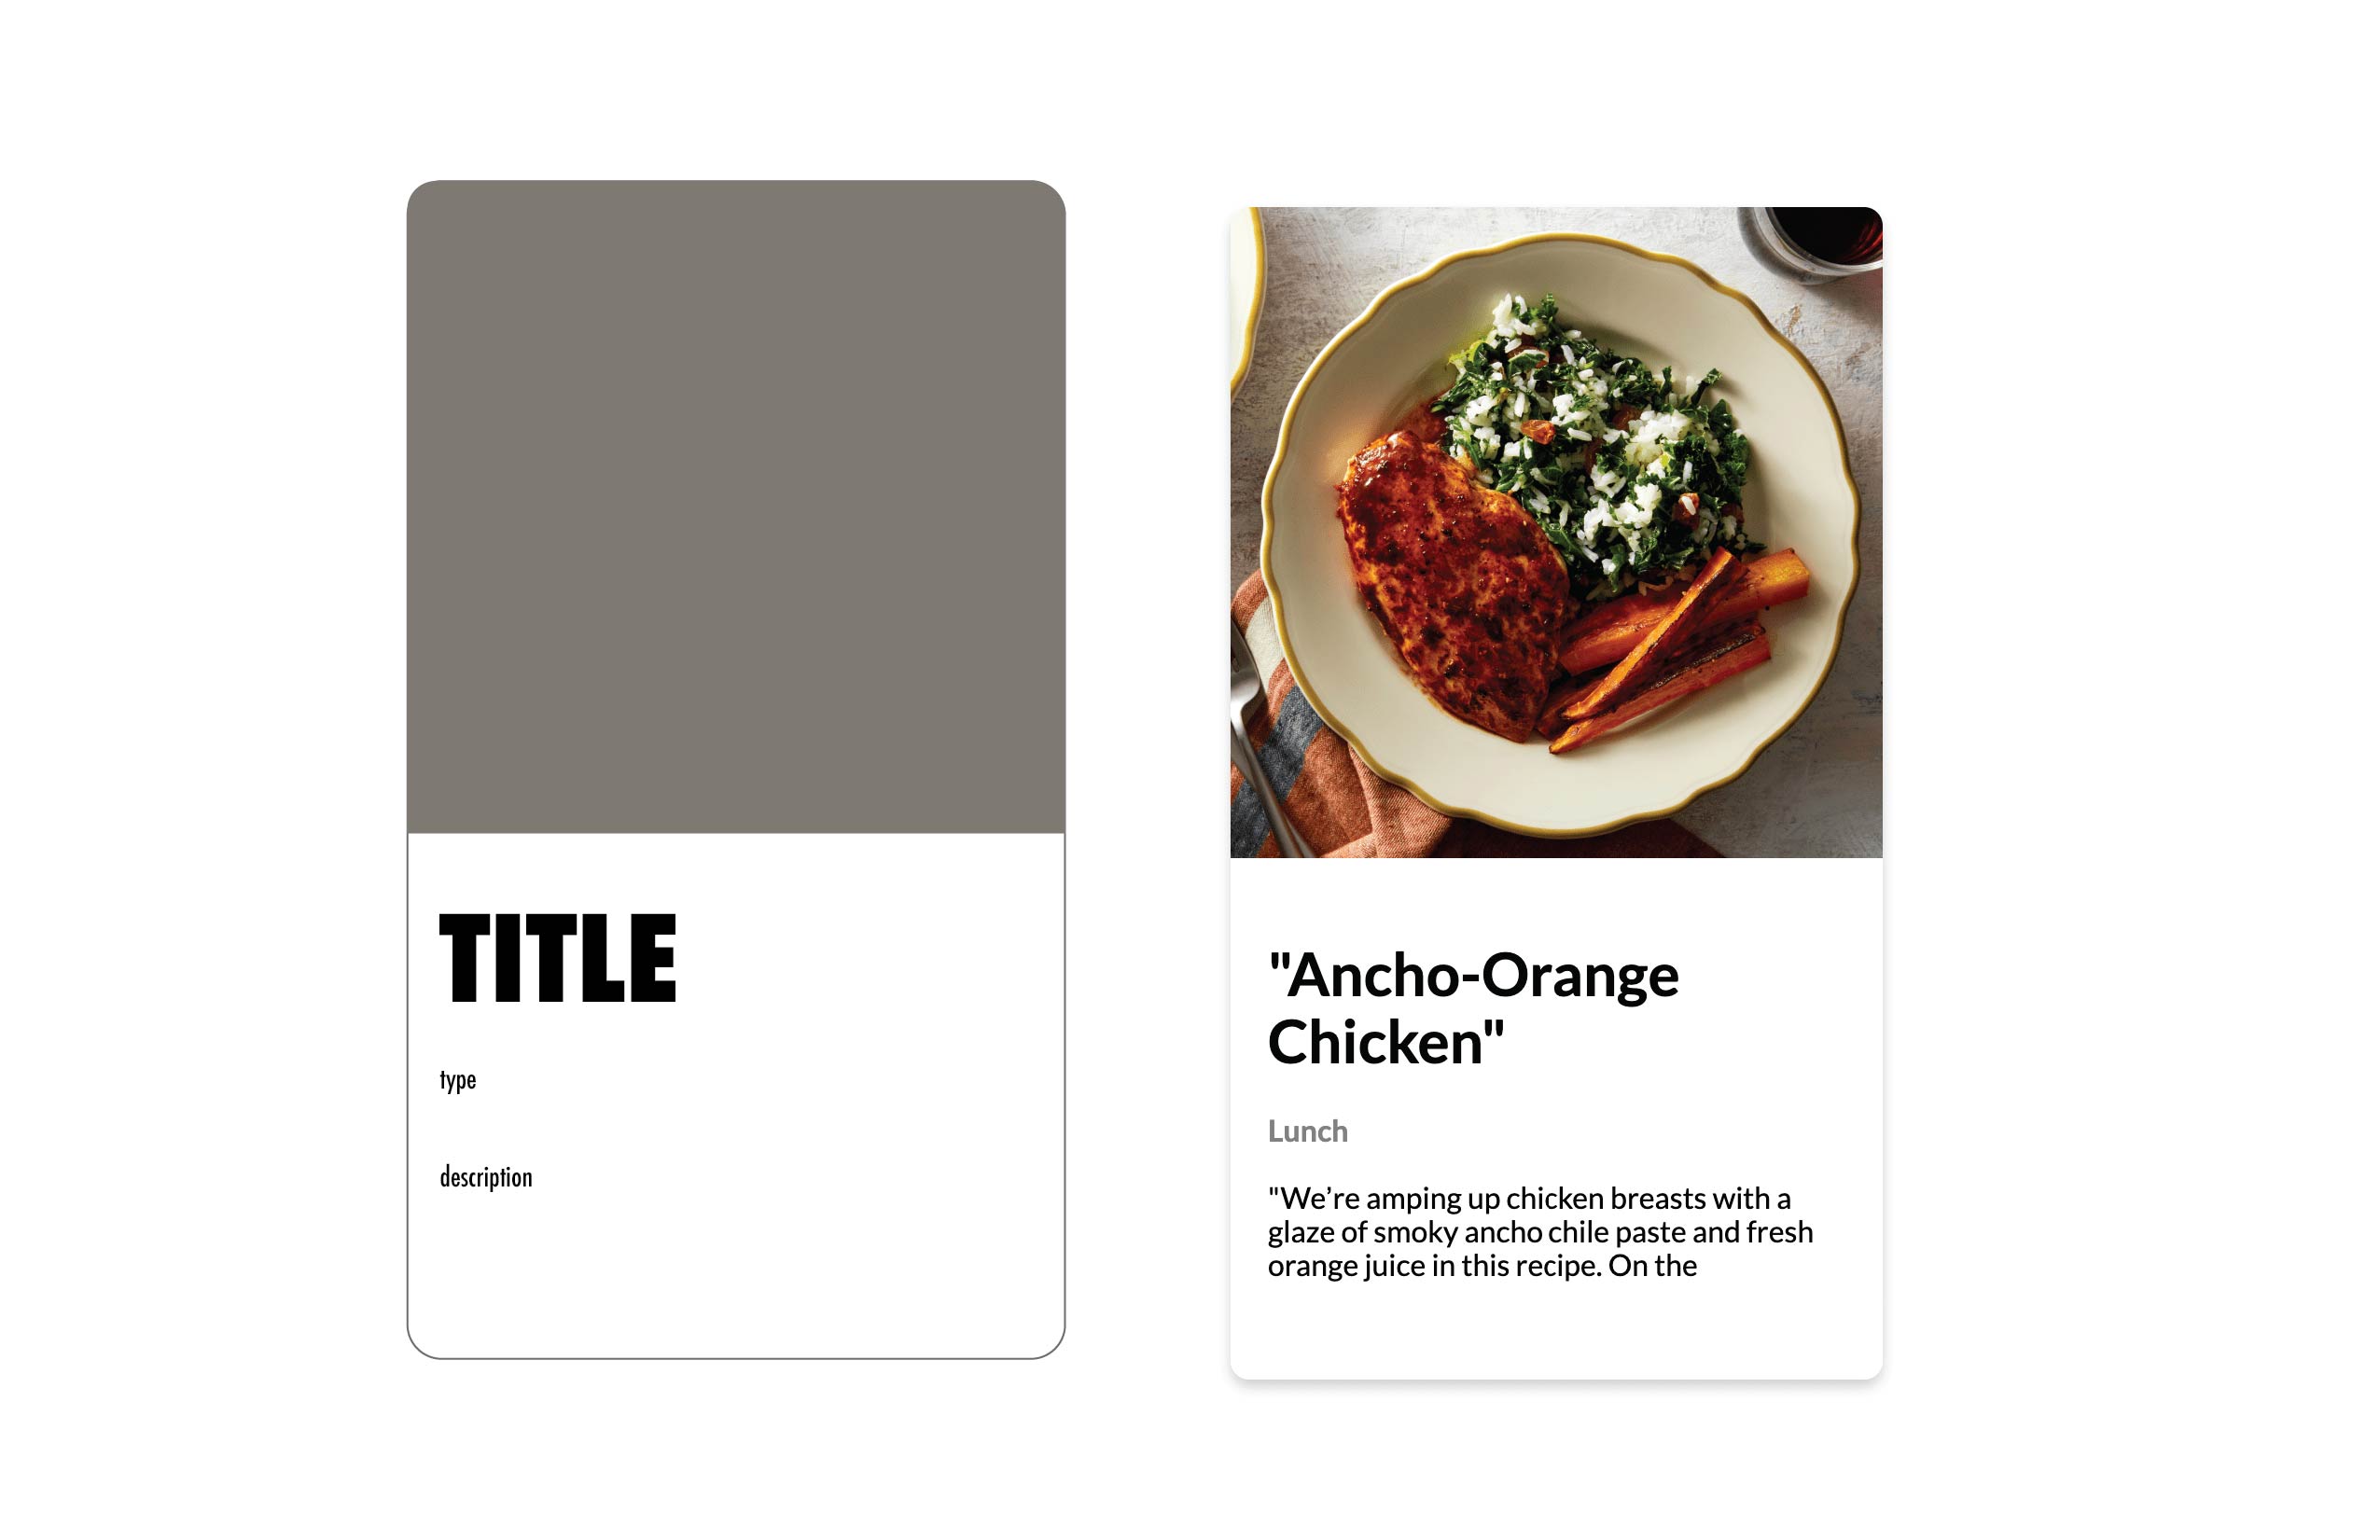 TITLE
type
description
"Ancho-Orange
Chicken"
Lunch
"We’re amping up chicken breasts with a
glaze of smoky ancho chile paste and fresh
orange juice in this recipe. On the